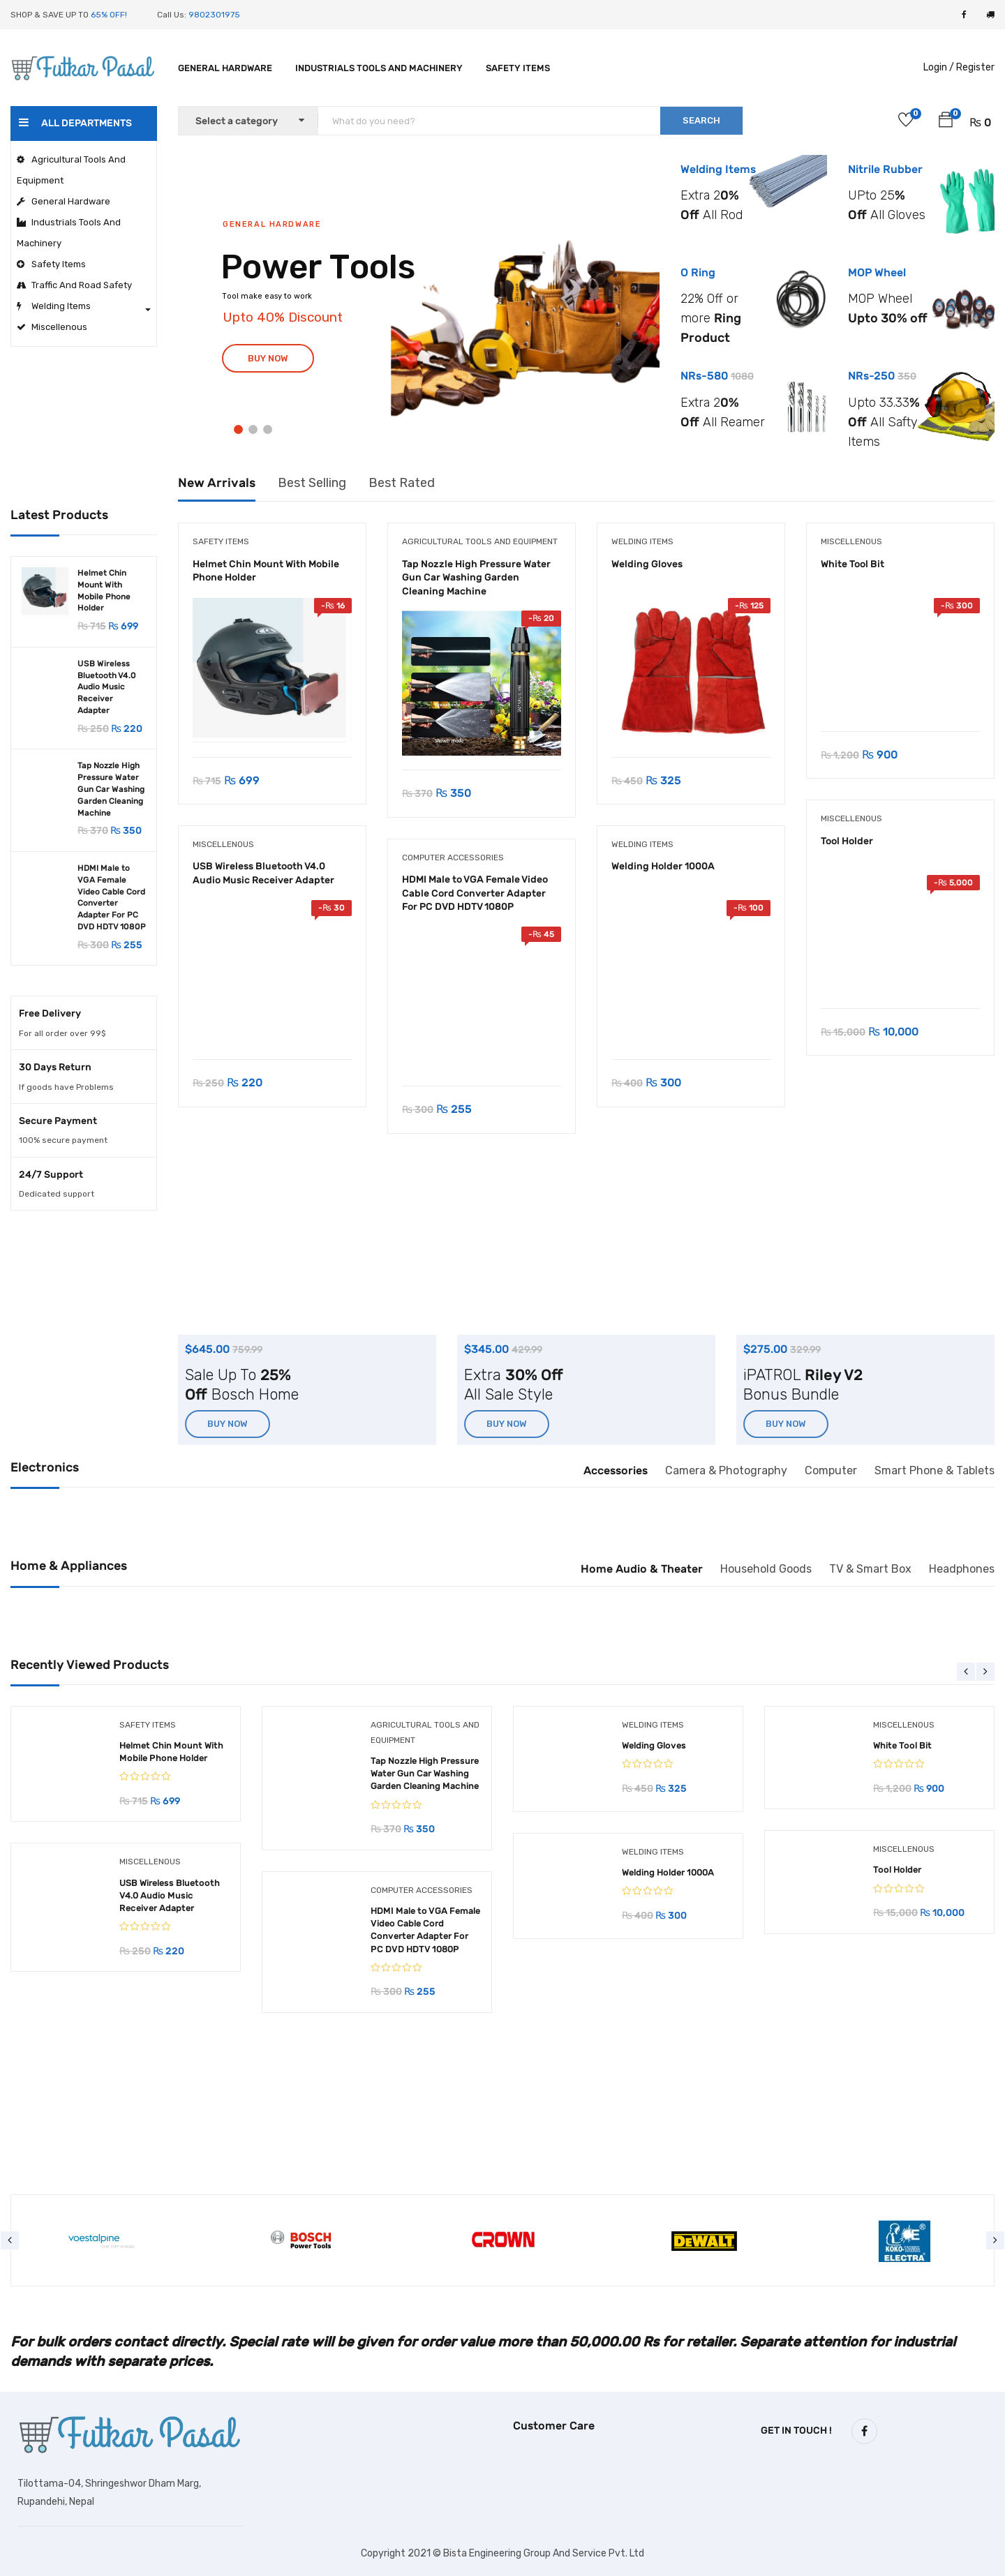 SHOP & SAVE UP TO 65% OFF!
Call Us: 9802301975
Futkar Pasal
GENERAL HARDWARE
INDUSTRIALS TOOLS AND MACHINERY
SAFETY ITEMS
Login / Register
ALL DEPARTMENTS
Select a category
What do you need?
SEARCH
0
0
₨ 0
Agricultural Tools And
Equipment
General Hardware
Industrials Tools And
Machinery
Safety Items
Traffic And Road Safety
Welding Items
Miscellenous
GENERAL HARDWARE
Power Tools
Tool make easy to work
Upto 40% Discount
BUY NOW
Welding Items
Extra 20%
Off All Rod
Nitrile Rubber
UPto 25%
Off All Gloves
O Ring
22% Off or
more Ring
Product
MOP Wheel
MOP Wheel
Upto 30% off
NRs-580 1080
Extra 20%
Off All Reamer
NRs-250 350
Upto 33.33%
Off All Safty
Items
Latest Products
Helmet Chin
Mount With
Mobile Phone
Holder
₨ 715 ₨ 699
USB Wireless
Bluetooth V4.0
Audio Music
Receiver
Adapter
₨ 250 ₨ 220
Tap Nozzle High
Pressure Water
Gun Car Washing
Garden Cleaning
Machine
₨ 370 ₨ 350
HDMI Male to
VGA Female
Video Cable Cord
Converter
Adapter For PC
DVD HDTV 1080P
₨ 300 ₨ 255
Free Delivery
For all order over 99$
30 Days Return
If goods have Problems
Secure Payment
100% secure payment
24/7 Support
Dedicated support
New Arrivals
Best Selling
Best Rated
SAFETY ITEMS
Helmet Chin Mount With Mobile
Phone Holder
-₨ 16
₨ 715 ₨ 699
AGRICULTURAL TOOLS AND EQUIPMENT
Tap Nozzle High Pressure Water
Gun Car Washing Garden
Cleaning Machine
-₨ 20
₨ 370 ₨ 350
WELDING ITEMS
Welding Gloves
-₨ 125
₨ 450 ₨ 325
MISCELLENOUS
White Tool Bit
-₨ 300
₨ 1,200 ₨ 900
MISCELLENOUS
USB Wireless Bluetooth V4.0
Audio Music Receiver Adapter
-₨ 30
₨ 250 ₨ 220
COMPUTER ACCESSORIES
HDMI Male to VGA Female Video
Cable Cord Converter Adapter
For PC DVD HDTV 1080P
-₨ 45
₨ 300 ₨ 255
WELDING ITEMS
Welding Holder 1000A
-₨ 100
₨ 400 ₨ 300
MISCELLENOUS
Tool Holder
-₨ 5,000
₨ 15,000 ₨ 10,000
$645.00 759.99
Sale Up To 25%
Off Bosch Home
BUY NOW
$345.00 429.99
Extra 30% Off
All Sale Style
BUY NOW
$275.00 329.99
iPATROL Riley V2
Bonus Bundle
BUY NOW
Electronics
Accessories
Camera & Photography
Computer
Smart Phone & Tablets
Home & Appliances
Home Audio & Theater
Household Goods
TV & Smart Box
Headphones
Recently Viewed Products
SAFETY ITEMS
Helmet Chin Mount With
Mobile Phone Holder
₨ 715 ₨ 699
AGRICULTURAL TOOLS AND
EQUIPMENT
Tap Nozzle High Pressure
Water Gun Car Washing
Garden Cleaning Machine
₨ 370 ₨ 350
WELDING ITEMS
Welding Gloves
₨ 450 ₨ 325
MISCELLENOUS
White Tool Bit
₨ 1,200 ₨ 900
MISCELLENOUS
USB Wireless Bluetooth
V4.0 Audio Music
Receiver Adapter
₨ 250 ₨ 220
COMPUTER ACCESSORIES
HDMI Male to VGA Female
Video Cable Cord
Converter Adapter For
PC DVD HDTV 1080P
₨ 300 ₨ 255
WELDING ITEMS
Welding Holder 1000A
₨ 400 ₨ 300
MISCELLENOUS
Tool Holder
₨ 15,000 ₨ 10,000
voestalpine
BOSCH
Power Tools
CROWN
DEWALT
KOKO
ELECTRA
For bulk orders contact directly. Special rate will be given for order value more than 50,000.00 Rs for retailer. Separate attention for industrial
demands with separate prices.
Futkar Pasal
Tilottama-04, Shringeshwor Dham Marg,
Rupandehi, Nepal
Customer Care
GET IN TOUCH !
Copyright 2021 © Bista Engineering Group And Service Pvt. Ltd